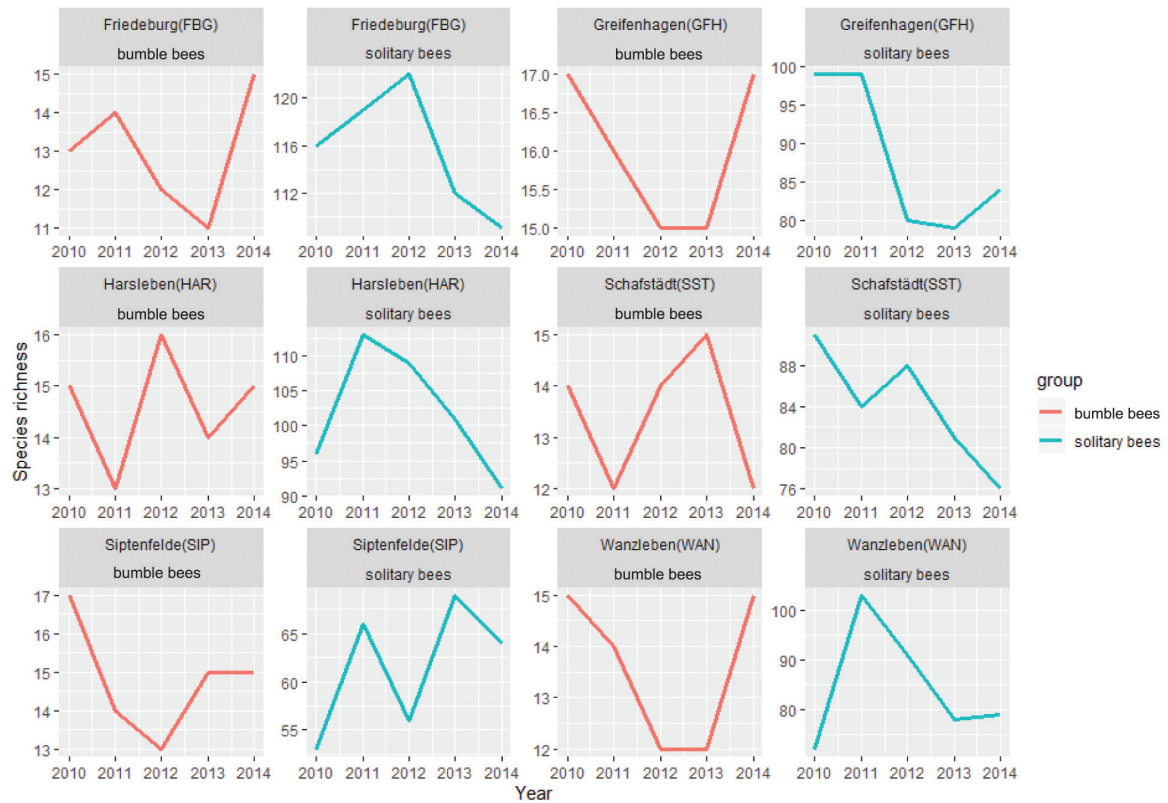 Friedeburg(FBG)
bumble bees
Friedeburg(FBG)
solitary bees
Greifenhagen(GFH)
bumble bees
Greifenhagen(GFH)
solitary bees
15
14
13
12
11
2010 2011 2012 2013 2014
120
116
112
2010 2011 2012 2013 2014
17.0
16.5
16.0
15.5
15.0
2010 2011 2012 2013 2014
100
95
90
85
80
2010 2011 2012 2013 2014
Harsleben(HAR)
bumble bees
Harsleben(HAR)
solitary bees
Schafstädt(SST)
bumble bees
Schafstädt(SST)
solitary bees
Species richness
16
15
14
13
2010 2011 2012 2013 2014
110
105
100
95
90
2010 2011 2012 2013 2014
15
14
13
12
2010 2011 2012 2013 2014
88
84
80
76
2010 2011 2012 2013 2014
group
bumble bees
solitary bees
Siptenfelde(SIP)
bumble bees
Siptenfelde(SIP)
solitary bees
Wanzleben(WAN)
bumble bees
Wanzleben(WAN)
solitary bees
17
16
15
14
13
2010 2011 2012 2013 2014
65
60
55
2010 2011 2012 2013 2014
15
14
13
12
2010 2011 2012 2013 2014
100
90
80
2010 2011 2012 2013 2014
Year